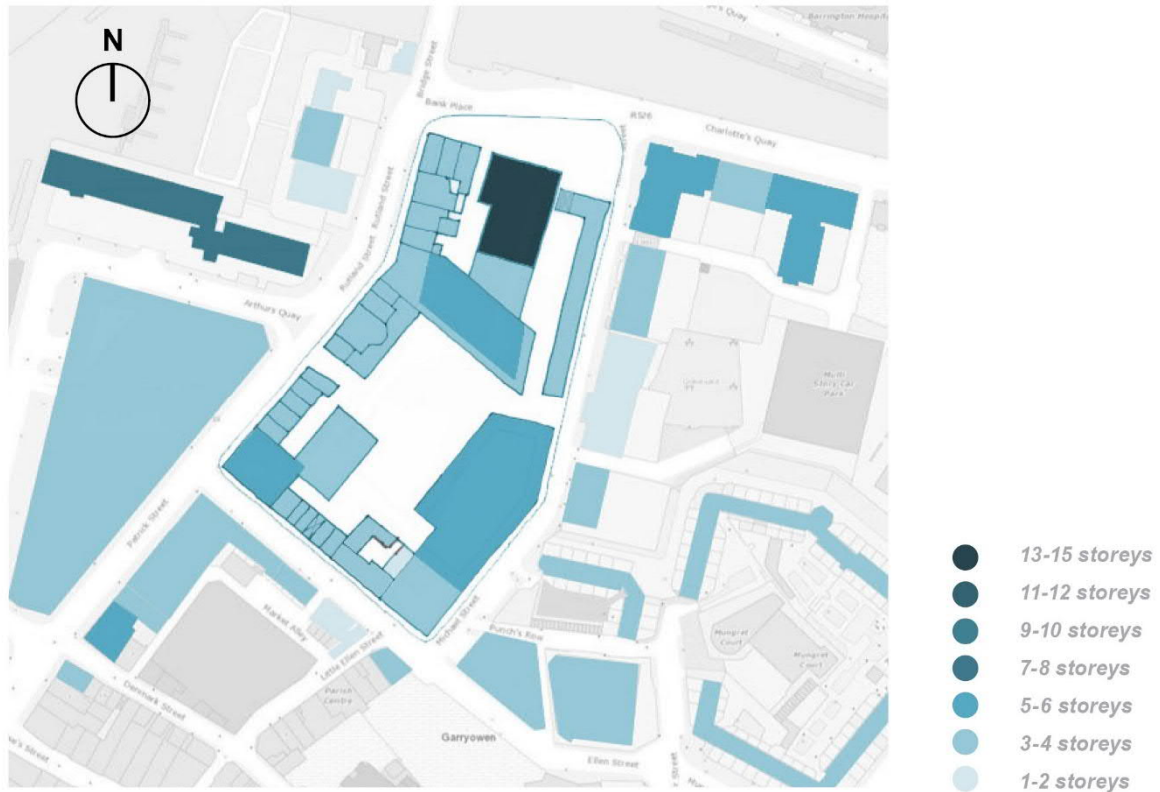 N
Barrington Hospi
Bridge Street
Bank Place
R526
Charlotte's Quay
Rutland Street
Rutland Street
Arthurs Quay
Multi
Story Car
Park
Patrick Street
Michael Street
Market Alley
Punch's Row
Little Ellen Street
Mungret
Court
Mungret
Court
Parish
Centre
Denmark Street
Garryowen
Ellen Street
13-15 storeys
11-12 storeys
9-10 storeys
7-8 storeys
5-6 storeys
3-4 storeys
1-2 storeys